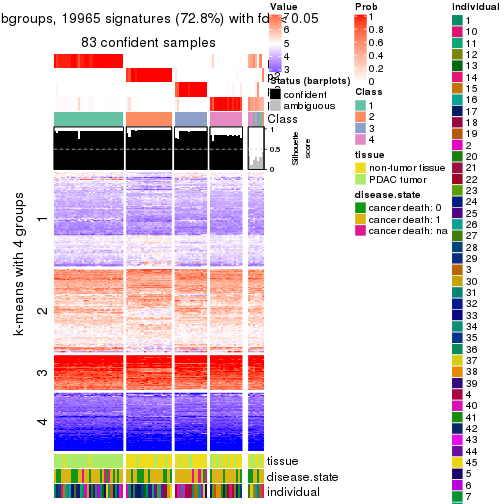 bgroups, 19965 signatures (72.8%) with fdr < 0.05
83 confident samples
Class
1
0.5
0
Silhouette
score
k-means with 4 groups
1
2
3
4
tissue
disease.state
individual
Value
7
6
5
4
3
Status (barplots)
confident
ambiguous
Prob
1
0.8
0.6
0.4
0.2
0
Class
1
2
3
4
tissue
non-tumor tissue
PDAC tumor
disease.state
cancer death: 0
cancer death: 1
cancer death: na
individual
1
10
11
12
13
14
15
16
17
18
19
2
20
21
22
23
24
25
26
27
28
29
3
30
31
32
33
34
35
36
37
38
39
4
40
41
42
43
44
45
5
6
7